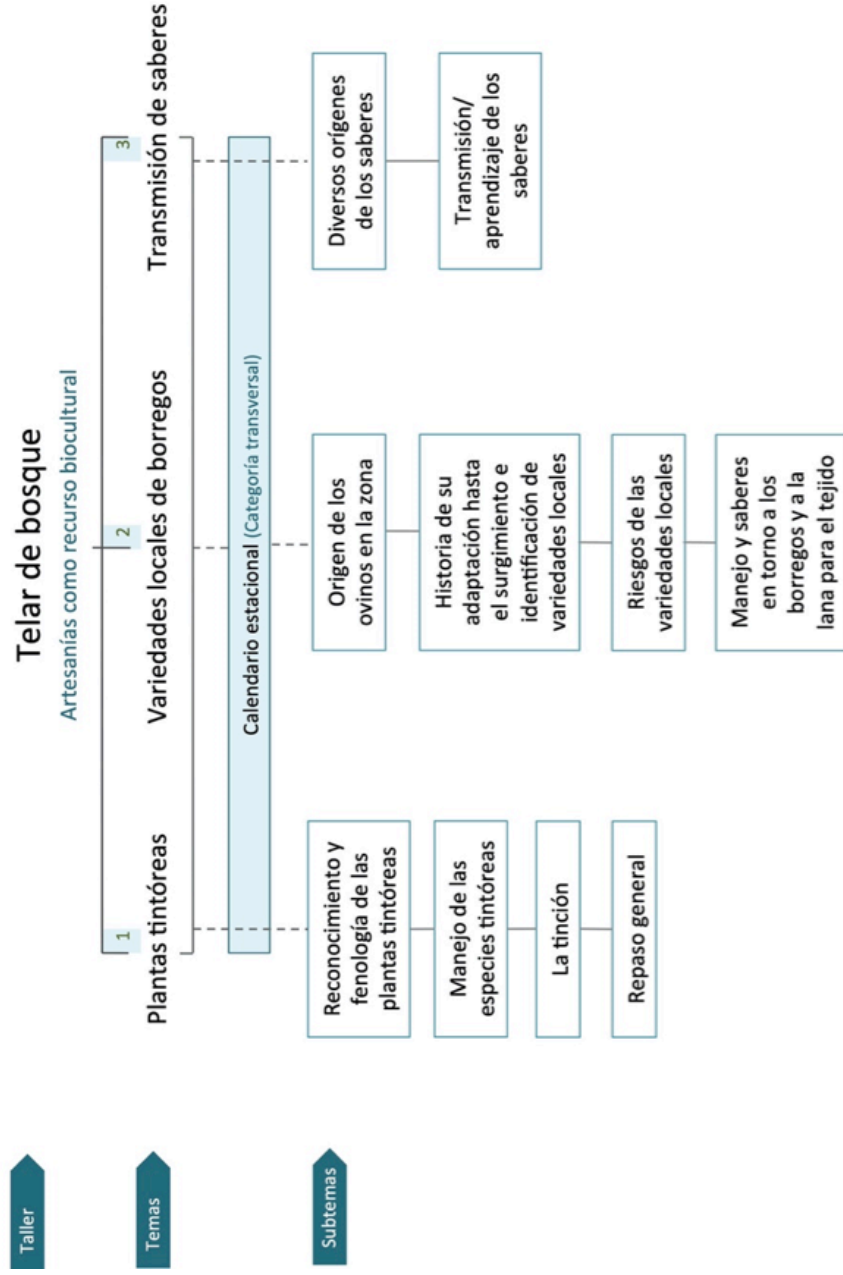 Taller
Telar de bosque
Artesanías como recurso biocultural
Temas
1
Plantas tintóreas
2
Variedades locales de borregos
3
Transmisión de saberes
Calendario estacional (Categoría transversal)
Subtemas
Reconocimiento y
fenología de las
plantas tintóreas
Manejo de las
especies tintóreas
La tinción
Repaso general
Origen de los
ovinos en la zona
Historia de su
adaptación hasta
el surgimiento e
identificación de
variedades locales
Riesgos de las
variedades locales
Manejo y saberes
en torno a los
borregos y a la
lana para el tejido
Diversos orígenes
de los saberes
Transmisión/
aprendizaje de los
saberes